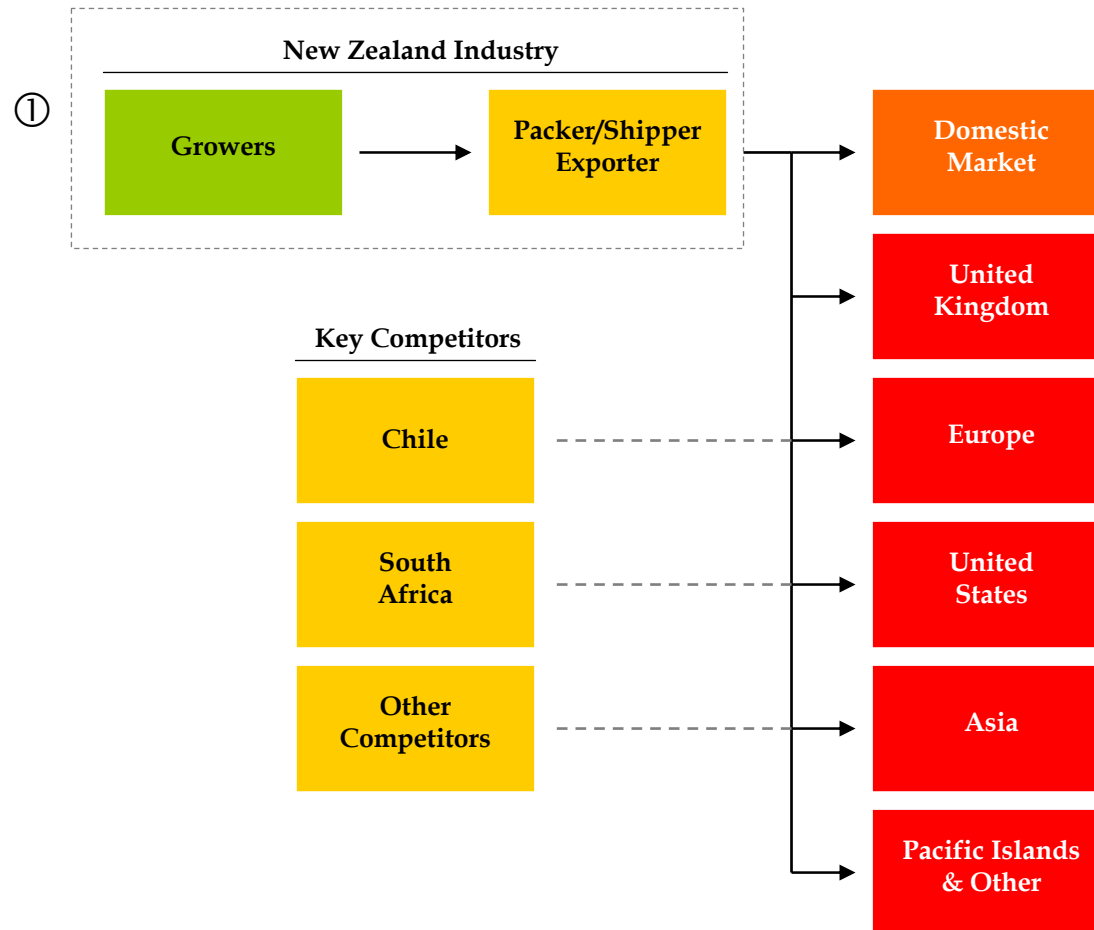 New Zealand Industry
①
Growers
Packer/Shipper
Exporter
Domestic
Market
United
Kingdom
Key Competitors
Chile
Europe
South
Africa
United
States
Other
Competitors
Asia
Pacific Islands
& Other